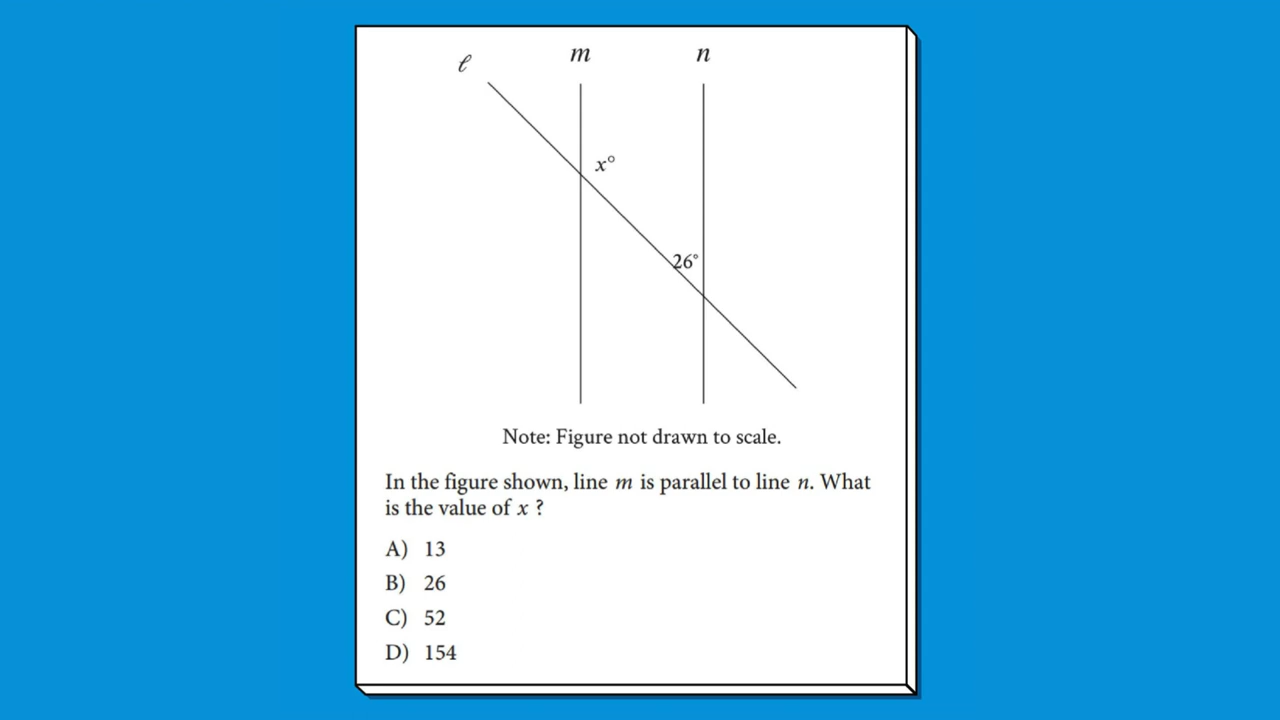 ℓ
m
n
x°
26°
Note: Figure not drawn to scale.
In the figure shown, line m is parallel to line n. What
is the value of x ?
A) 13
B) 26
C) 52
D) 154